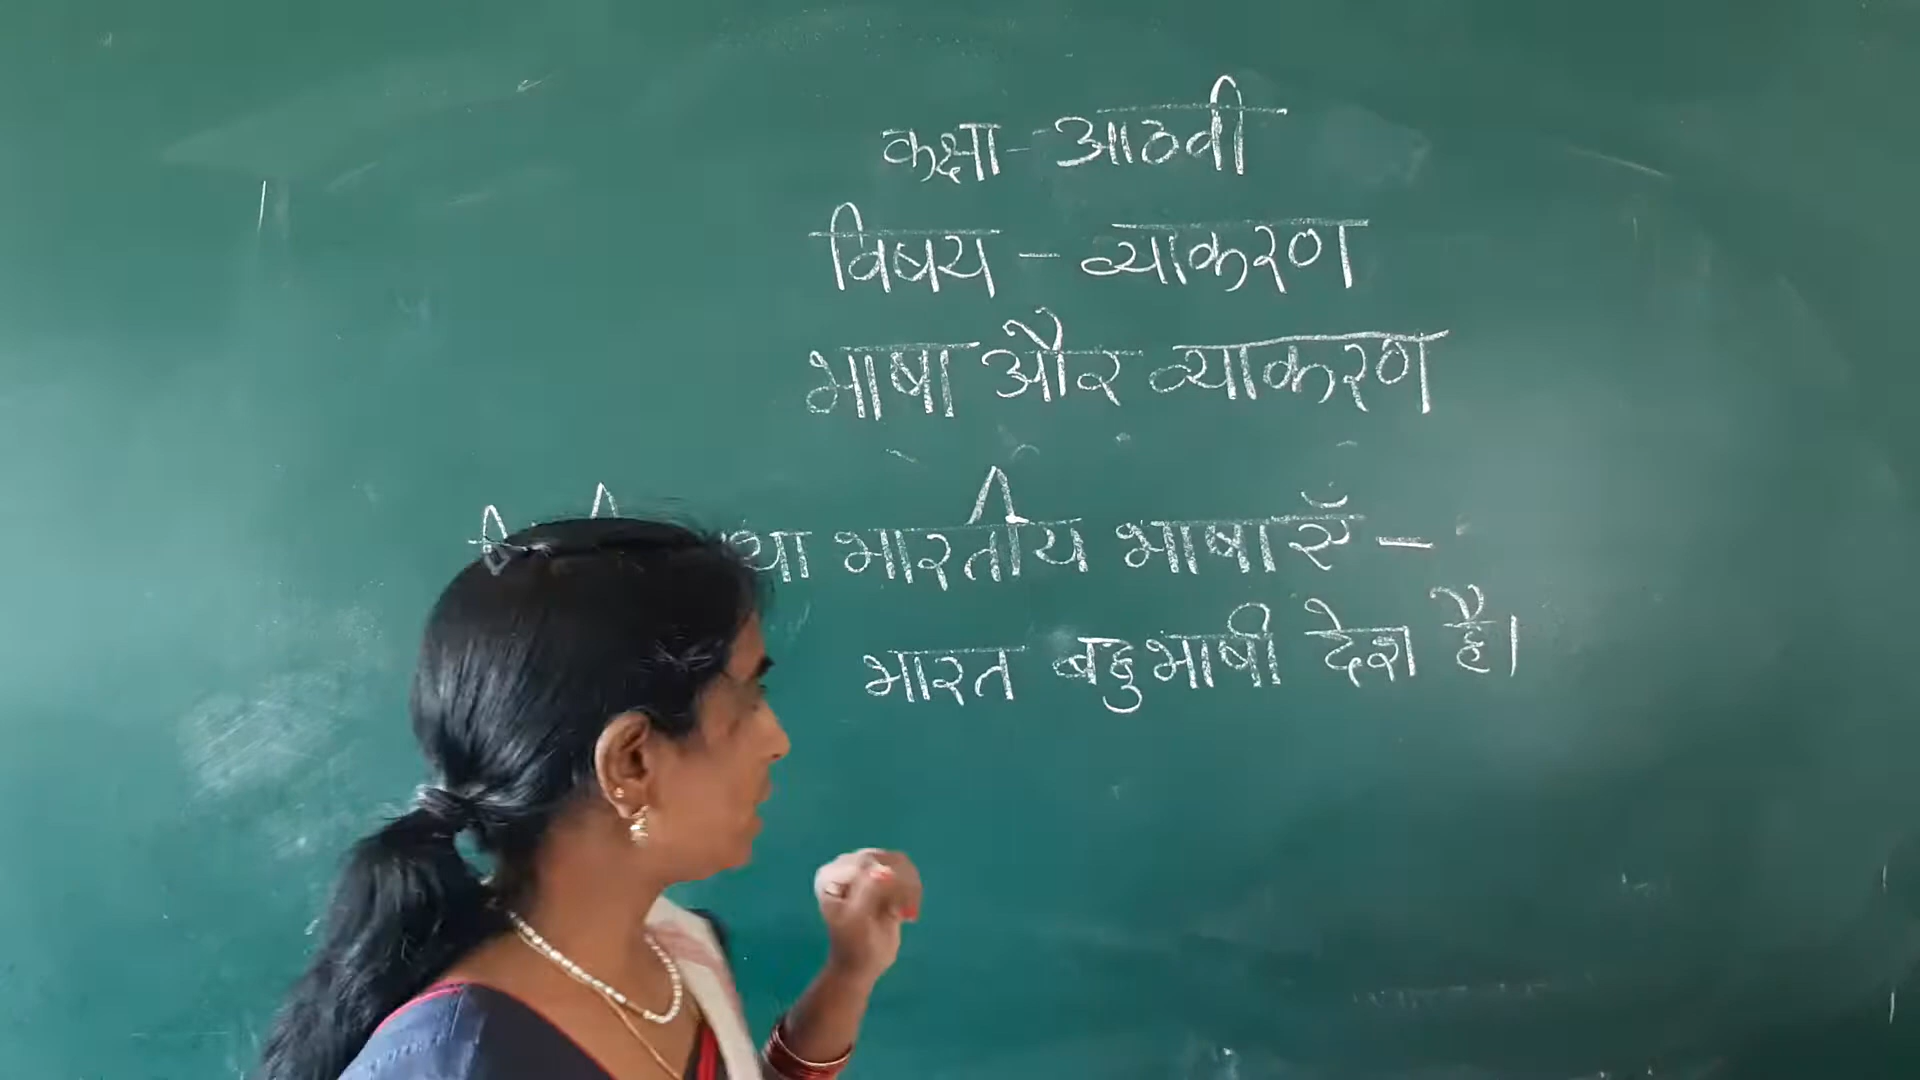 कक्षा - आठवी
विषय - व्याकरण
भाषा और व्याकरण
भारतीय भाषाएँ -
भारत बहुभाषी देश है।